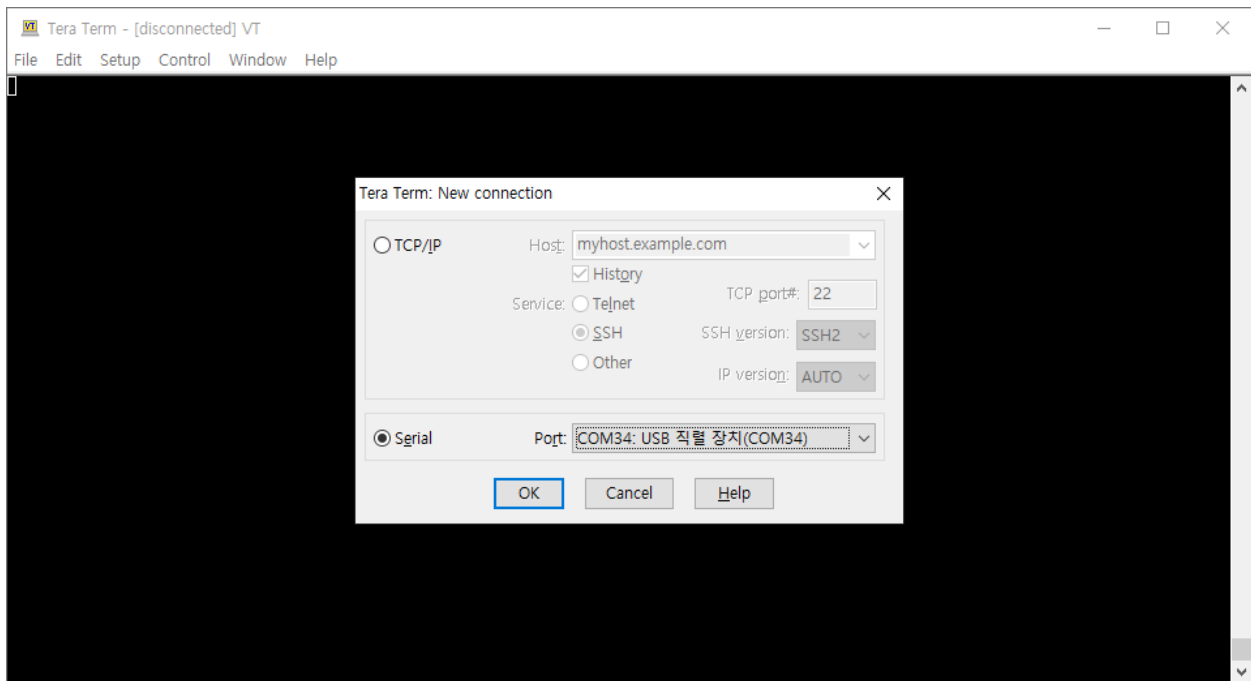 VT Tera Term - [disconnected] VT
File Edit Setup Control Window Help
Tera Term: New connection
TCP/IP Host: myhost.example.com
History
Service: Telnet TCP port#: 22
SSH SSH version: SSH2
Other IP version: AUTO
Serial Port: COM34: USB 직렬 장치(COM34)
OK Cancel Help